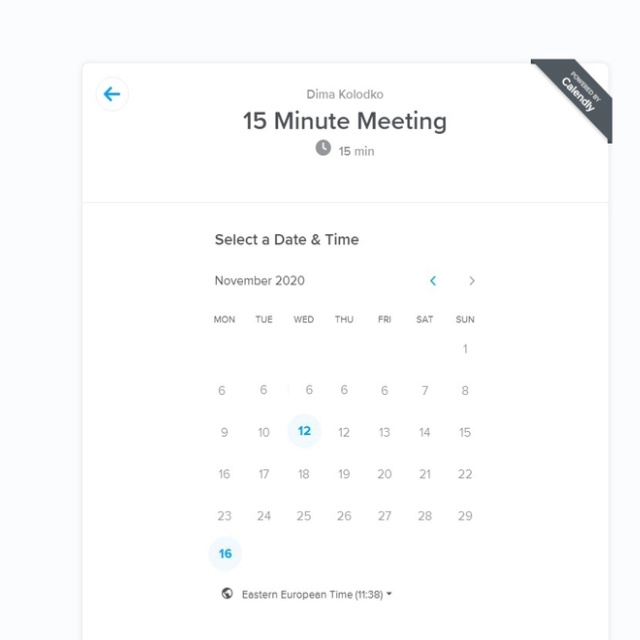 POWERED BY
Calendly
Dima Kolodko
15 Minute Meeting
15 min
Select a Date & Time
November 2020
MON TUE WED THU FRI SAT SUN
1
6 6 6 6 6 7 8
9 10 12 12 13 14 15
16 17 18 19 20 21 22
23 24 25 26 27 28 29
16
Eastern European Time (11:38)